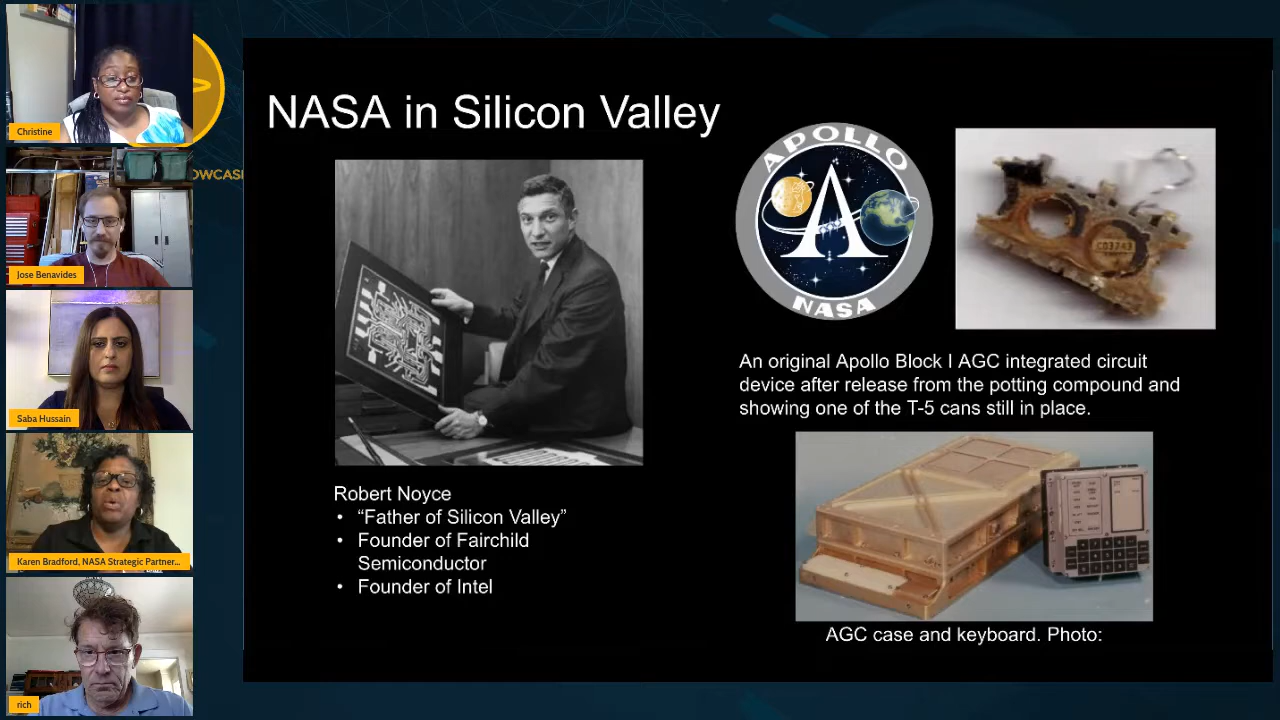 Christine
OWCASE
Jose Benavides
Saba Hussain
Karen Bradford, NASA Strategic Partner...
rich
NASA in Silicon Valley
Robert Noyce
• “Father of Silicon Valley”
• Founder of Fairchild
Semiconductor
• Founder of Intel
APOLLO
NASA
CD3743
An original Apollo Block I AGC integrated circuit
device after release from the potting compound and
showing one of the T-5 cans still in place.
AGC case and keyboard. Photo: